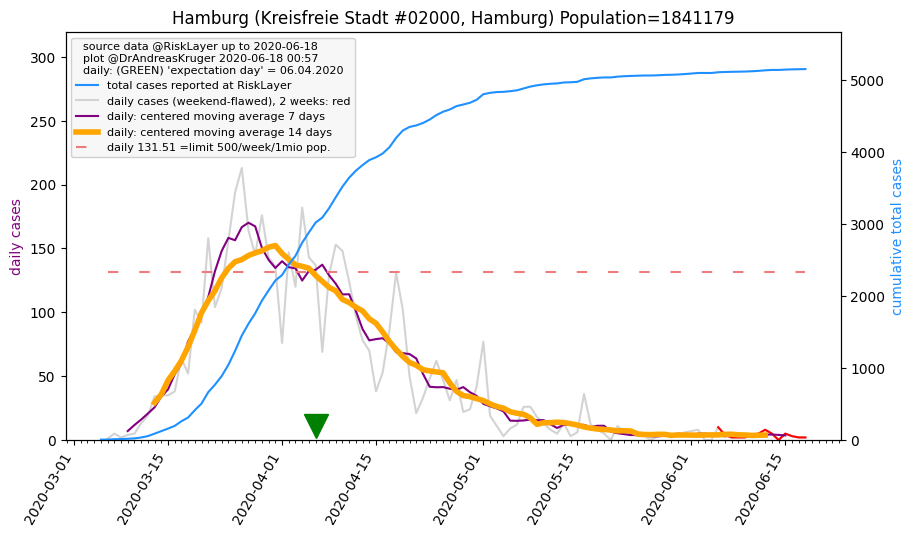 Hamburg (Kreisfreie Stadt #02000, Hamburg) Population=1841179
source data @RiskLayer up to 2020-06-18
plot @DrAndreasKruger 2020-06-18 00:57
daily: (GREEN) 'expectation day' = 06.04.2020
total cases reported at RiskLayer
daily cases (weekend-flawed), 2 weeks: red
daily: centered moving average 7 days
daily: centered moving average 14 days
daily 131.51 =limit 500/week/1mio pop.
daily cases
300
250
200
150
100
50
0
cumulative total cases
5000
4000
3000
2000
1000
0
2020-03-01
2020-03-15
2020-04-01
2020-04-15
2020-05-01
2020-05-15
2020-06-01
2020-06-15